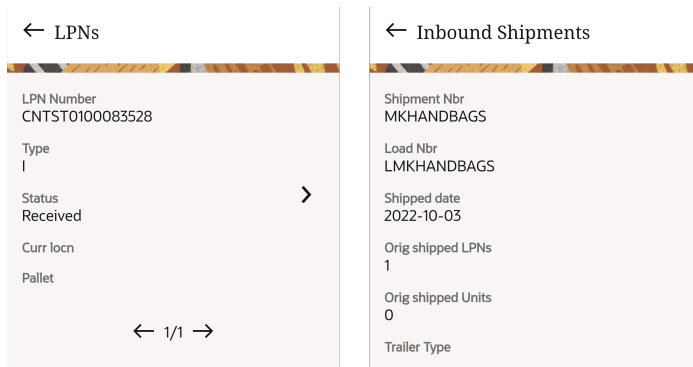 LPNs
LPN Number
CNTST0100083528
Type
I
Status
Received
Curr locn
Pallet
1/1
Inbound Shipments
Shipment Nbr
MKHANDBAGS
Load Nbr
LMKHANDBAGS
Shipped date
2022-10-03
Orig shipped LPNs
1
Orig shipped Units
0
Trailer Type